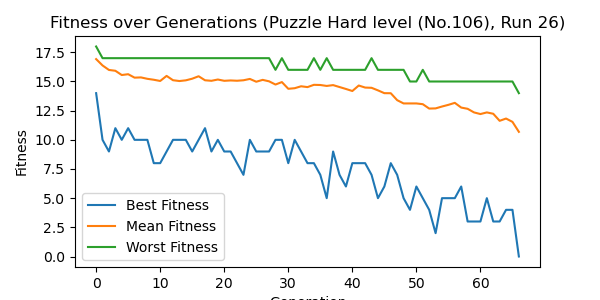 Fitness over Generations (Puzzle Hard level (No.106), Run 26)
17.5
15.0
12.5
10.0
7.5
5.0
2.5
0.0
Fitness
Best Fitness
Mean Fitness
Worst Fitness
0 10 20 30 40 50 60
Generation